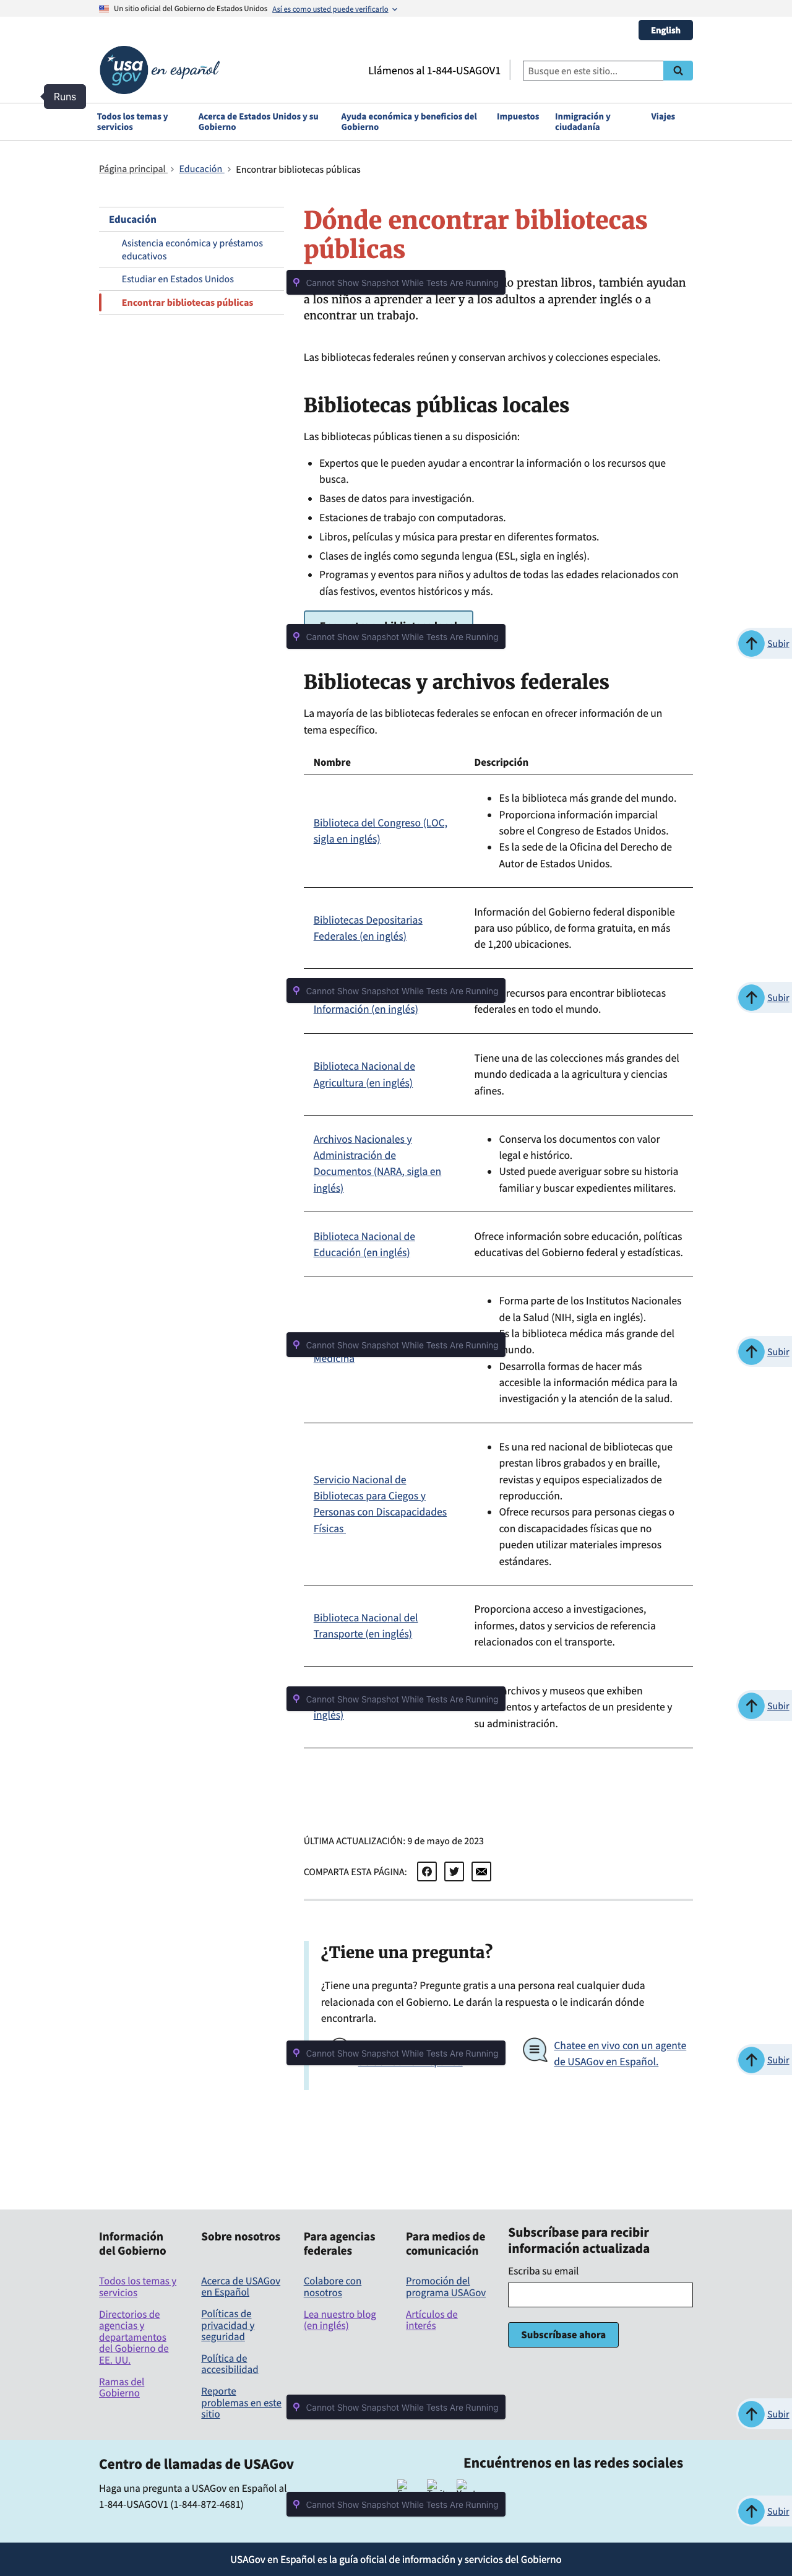 Un sitio oficial del Gobierno de Estados Unidos Así es como usted puede verificarlo
English
usa
gov en español
Llámenos al 1-844-USAGOV1
Busque en este sitio...
Runs
Todos los temas y
servicios
Acerca de Estados Unidos y su
Gobierno
Ayuda económica y beneficios del
Gobierno
Impuestos
Inmigración y
ciudadanía
Viajes
Página principal > Educación > Encontrar bibliotecas públicas
Educación
Asistencia económica y préstamos
educativos
Estudiar en Estados Unidos
Encontrar bibliotecas públicas
Dónde encontrar bibliotecas
públicas
Cannot Show Snapshot While Tests Are Running
prestan libros, también ayudan
a los niños a aprender a leer y a los adultos a aprender inglés o a
encontrar un trabajo.
Las bibliotecas federales reúnen y conservan archivos y colecciones especiales.
Bibliotecas públicas locales
Las bibliotecas públicas tienen a su disposición:
Expertos que le pueden ayudar a encontrar la información o los recursos que
busca.
Bases de datos para investigación.
Estaciones de trabajo con computadoras.
Libros, películas y música para prestar en diferentes formatos.
Clases de inglés como segunda lengua (ESL, sigla en inglés).
Programas y eventos para niños y adultos de todas las edades relacionados con
días festivos, eventos históricos y más.
Cannot Show Snapshot While Tests Are Running
Subir
Bibliotecas y archivos federales
La mayoría de las bibliotecas federales se enfocan en ofrecer información de un
tema específico.
Nombre
Descripción
Biblioteca del Congreso (LOC,
sigla en inglés)
Es la biblioteca más grande del mundo.
Proporciona información imparcial
sobre el Congreso de Estados Unidos.
Es la sede de la Oficina del Derecho de
Autor de Estados Unidos.
Bibliotecas Depositarias
Federales (en inglés)
Información del Gobierno federal disponible
para uso público, de forma gratuita, en más
de 1,200 ubicaciones.
Cannot Show Snapshot While Tests Are Running
Información (en inglés)
recursos para encontrar bibliotecas
federales en todo el mundo.
Subir
Biblioteca Nacional de
Agricultura (en inglés)
Tiene una de las colecciones más grandes del
mundo dedicada a la agricultura y ciencias
afines.
Archivos Nacionales y
Administración de
Documentos (NARA, sigla en
inglés)
Conserva los documentos con valor
legal e histórico.
Usted puede averiguar sobre su historia
familiar y buscar expedientes militares.
Biblioteca Nacional de
Educación (en inglés)
Ofrece información sobre educación, políticas
educativas del Gobierno federal y estadísticas.
Cannot Show Snapshot While Tests Are Running
Medicina
Forma parte de los Institutos Nacionales
de la Salud (NIH, sigla en inglés).
Es la biblioteca médica más grande del
mundo.
Desarrolla formas de hacer más
accesible la información médica para la
investigación y la atención de la salud.
Subir
Servicio Nacional de
Bibliotecas para Ciegos y
Personas con Discapacidades
Físicas
Es una red nacional de bibliotecas que
prestan libros grabados y en braille,
revistas y equipos especializados de
reproducción.
Ofrece recursos para personas ciegas o
con discapacidades físicas que no
pueden utilizar materiales impresos
estándares.
Biblioteca Nacional del
Transporte (en inglés)
Proporciona acceso a investigaciones,
informes, datos y servicios de referencia
relacionados con el transporte.
Cannot Show Snapshot While Tests Are Running
inglés)
archivos y museos que exhiben
y artefactos de un presidente y
su administración.
Subir
ÚLTIMA ACTUALIZACIÓN: 9 de mayo de 2023
COMPARTA ESTA PÁGINA:
¿Tiene una pregunta?
¿Tiene una pregunta? Pregunte gratis a una persona real cualquier duda
relacionada con el Gobierno. Le darán la respuesta o le indicarán dónde
encontrarla.
Cannot Show Snapshot While Tests Are Running
Chatee en vivo con un agente
de USAGov en Español.
Subir
Información
del Gobierno
Todos los temas y
servicios
Directorios de
agencias y
departamentos
del Gobierno de
EE. UU.
Ramas del
Gobierno
Sobre nosotros
Acerca de USAGov
en Español
Políticas de
privacidad y
seguridad
Política de
accesibilidad
Reporte
problemas en este
sitio
Para agencias
federales
Colabore con
nosotros
Lea nuestro blog
(en inglés)
Para medios de
comunicación
Promoción del
programa USAGov
Artículos de
interés
Suscríbase para recibir
información actualizada
Escriba su email
Suscríbase ahora
Cannot Show Snapshot While Tests Are Running
Subir
Centro de llamadas de USAGov
Haga una pregunta a USAGov en Español al
1-844-USAGOV1 (1-844-872-4681)
Encuéntrenos en las redes sociales
Cannot Show Snapshot While Tests Are Running
Subir
USAGov en Español es la guía oficial de información y servicios del Gobierno